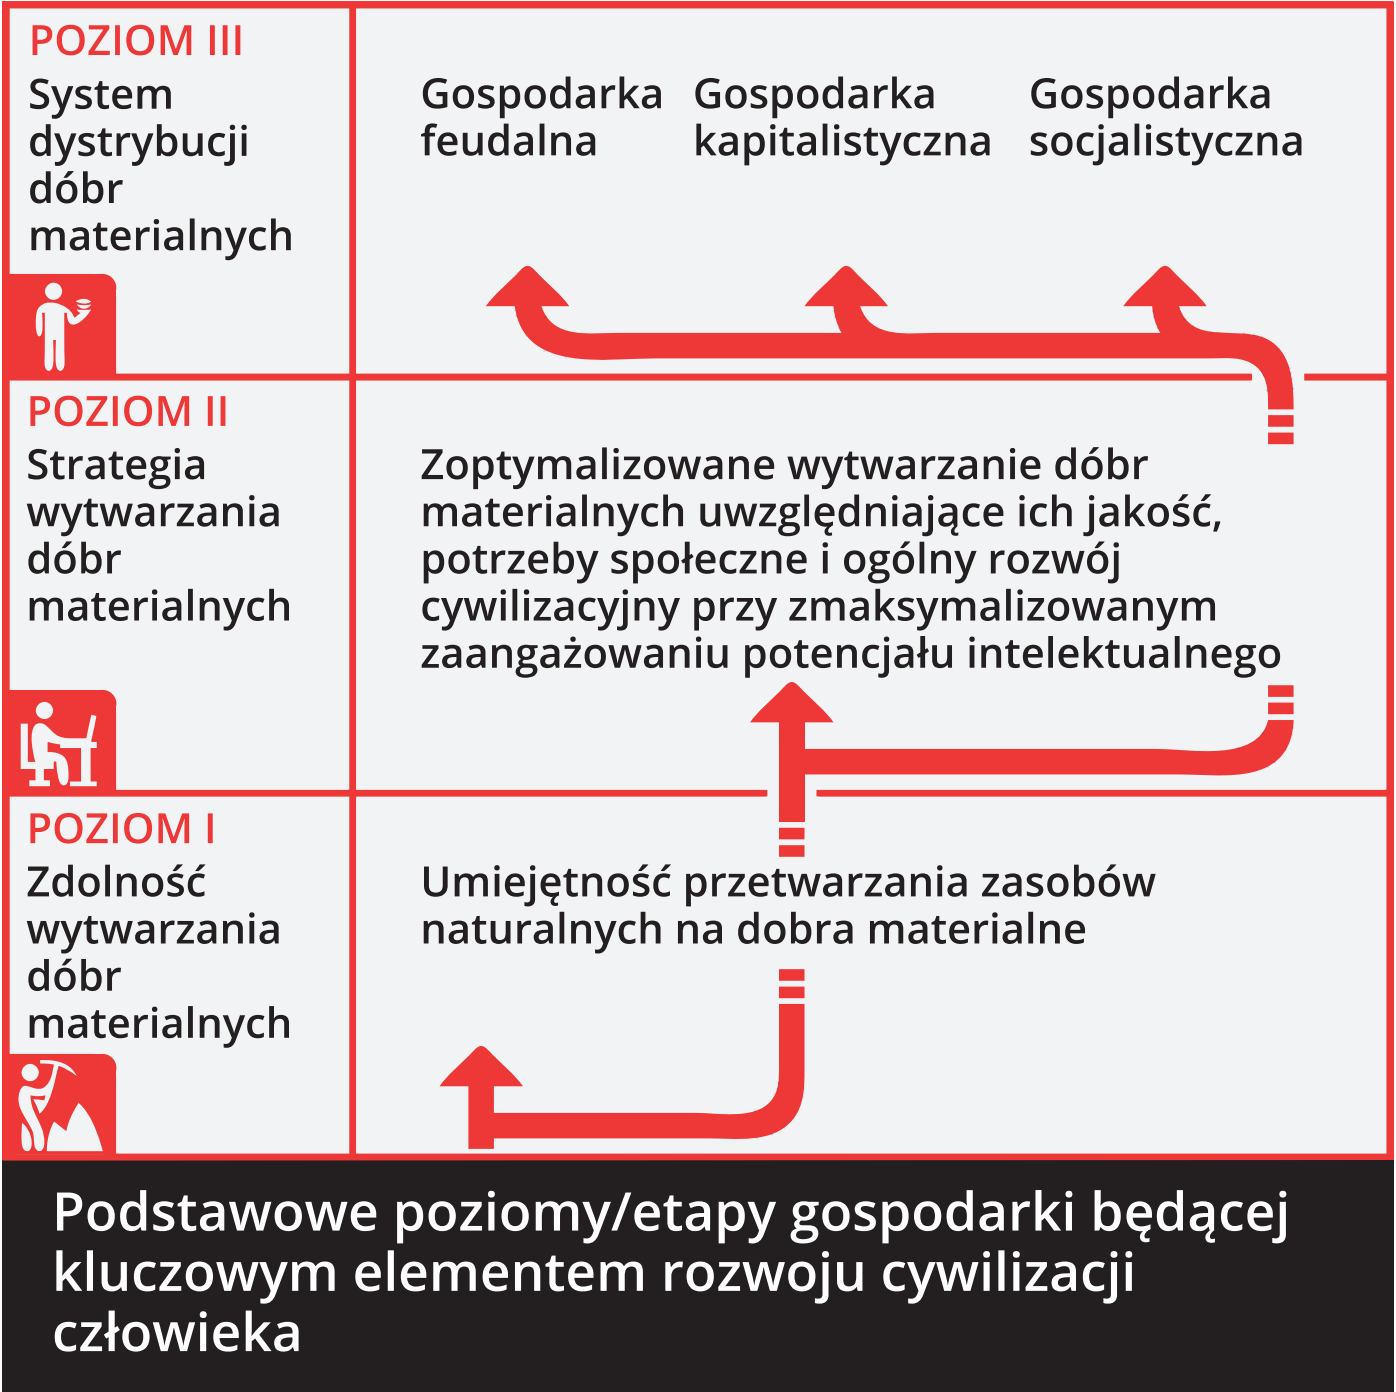 POZIOM III
System
dystrybucji
dóbr
materialnych
Gospodarka
feudalna
Gospodarka
kapitalistyczna
Gospodarka
socjalistyczna
POZIOM II
Strategia
wytwarzania
dóbr
materialnych
Zoptymalizowane wytwarzanie dóbr
materialnych uwzględniające ich jakość,
potrzeby społeczne i ogólny rozwój
cywilizacyjny przy zmaksymalizowanym
zaangażowaniu potencjału intelektualnego
POZIOM I
Zdolność
wytwarzania
dóbr
materialnych
Umiejętność przetwarzania zasobów
naturalnych na dobra materialne
Podstawowe poziomy/etapy gospodarki będącej
kluczowym elementem rozwoju cywilizacji
człowieka